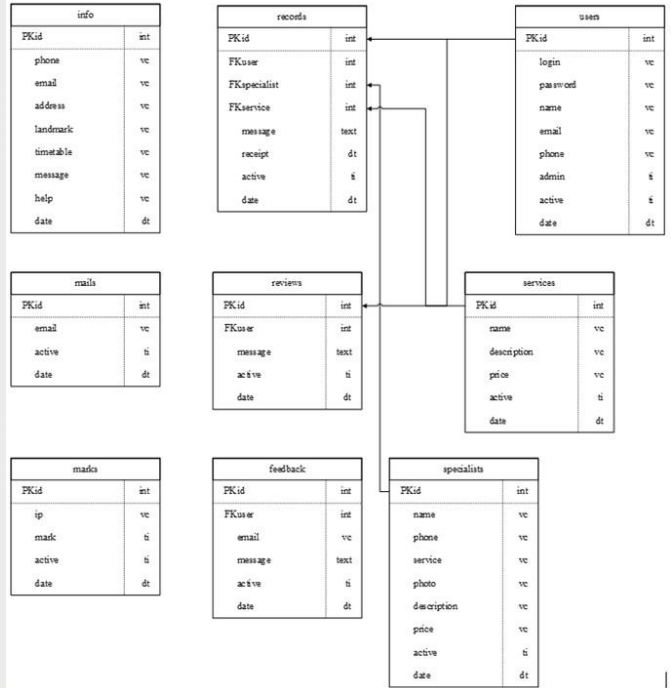 info
PKid int
phone vc
email vc
address vc
landmark vc
timetable vc
message vc
help vc
date dt
records
PKid int
FKuser int
FKspecialist int
FKservice int
message text
receipt dt
active ti
date dt
users
PKid int
login vc
password vc
name vc
email vc
phone vc
admin ti
active ti
date dt
mails
PKid int
email vc
active ti
date dt
reviews
PKid int
FKuser int
message text
active ti
date dt
services
PKid int
name vc
description vc
price vc
active ti
date dt
marks
PKid int
ip vc
mark ti
active ti
date dt
feedback
PKid int
FKuser int
email vc
message text
active ti
date dt
specialists
PKid int
name vc
phone vc
service vc
photo vc
description vc
price vc
active ti
date dt